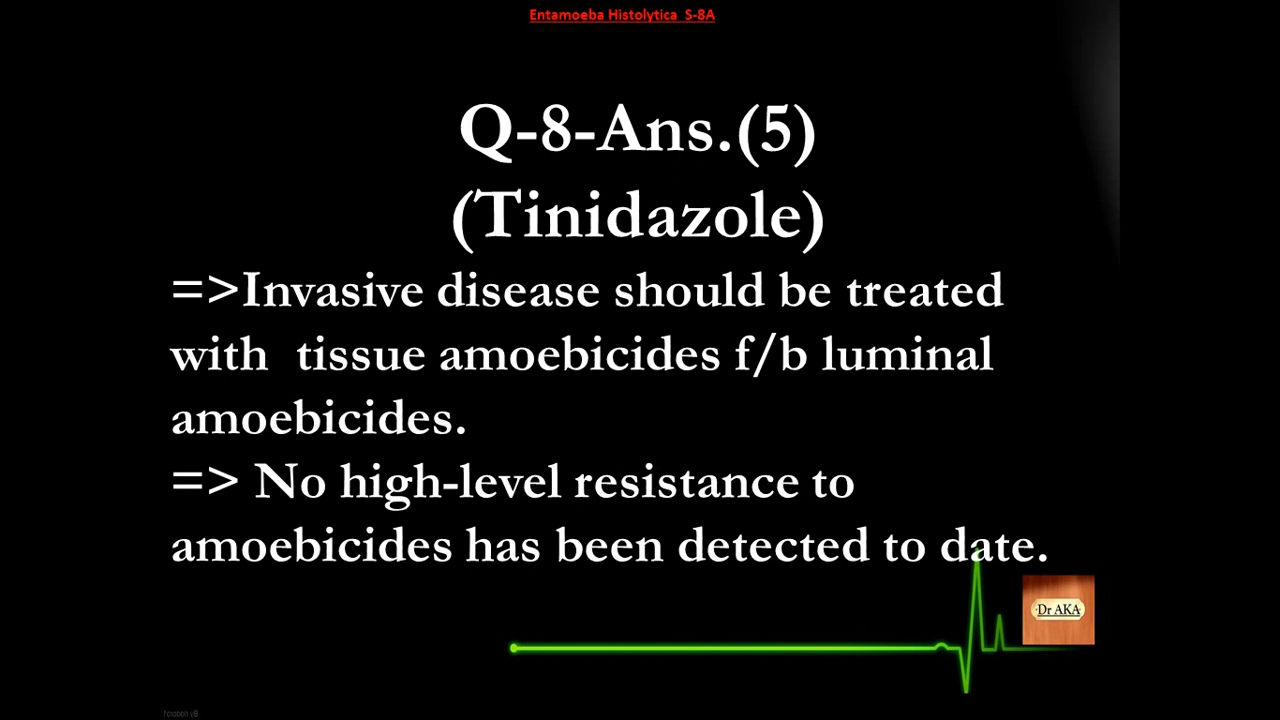 Entamoeba Histolytica S-8A
Q-8-Ans.(5)
(Tinidazole)
=>Invasive disease should be treated
with tissue amoebicides f/b luminal
amoebicides.
=> No high-level resistance to
amoebicides has been detected to date.
Dr AKA